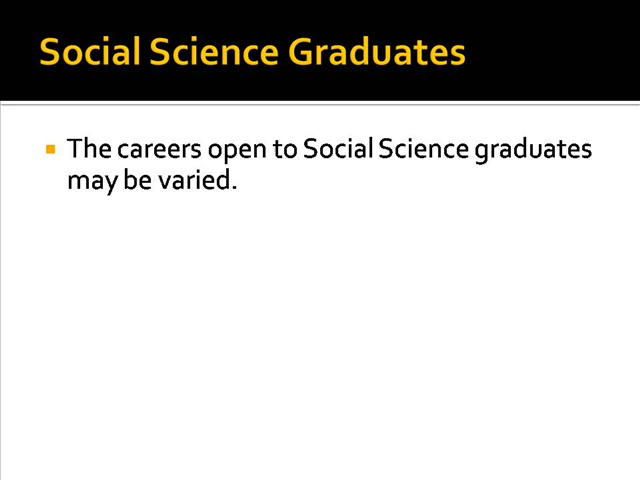 Social Science Graduates
The careers open to Social Science graduates
may be varied.